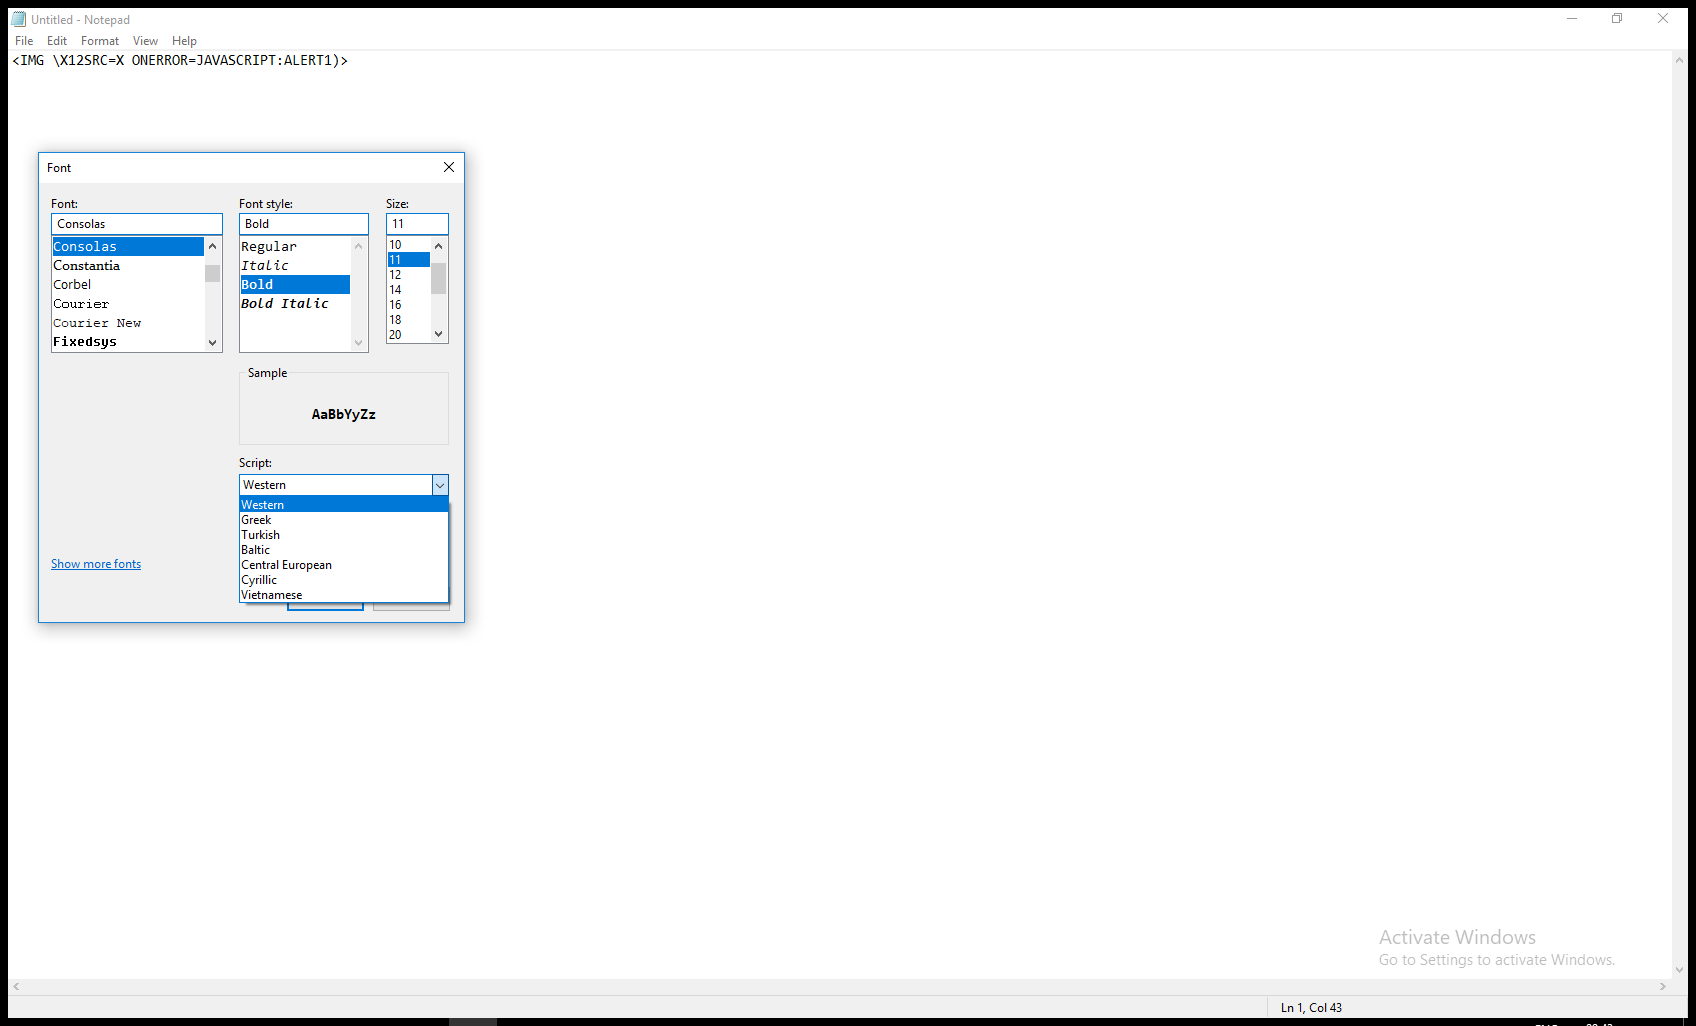 Untitled - Notepad
File Edit Format View Help
<IMG \X12SRC=X ONERROR=JAVASCRIPT:ALERT1)>
Font
Font: Font style: Size:
Consolas Bold 11
Consolas
Constantia
Corbel
Courier
Courier New
Fixedsys
Regular
Italic
Bold
Bold Italic
10
11
12
14
16
18
20
Sample
AaBbYyZz
Script:
Western
Western
Greek
Turkish
Baltic
Central European
Cyrillic
Vietnamese
Show more fonts
Activate Windows
Go to Settings to activate Windows.
Ln 1, Col 43